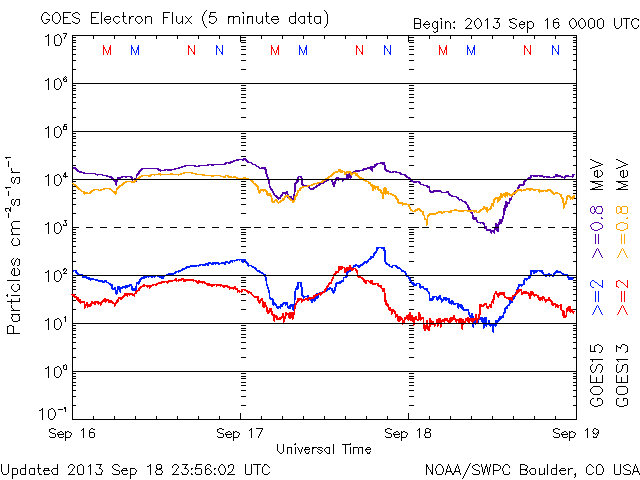 GOES Electron Flux (5 minute data)
Begin: 2013 Sep 16 0000 UTC
10⁷
M M N N M M N N M M N N
10⁶
10⁵
10⁴
10³
10²
10¹
10⁰
10⁻¹
Particles cm⁻²s⁻¹sr⁻¹
Sep 16 Sep 17 Sep 18 Sep 19
Universal Time
GOES15 >=2 >=0.8 MeV
GOES13 >=2 >=0.8 MeV
Updated 2013 Sep 18 23:56:02 UTC
NOAA/SWPC Boulder, CO USA